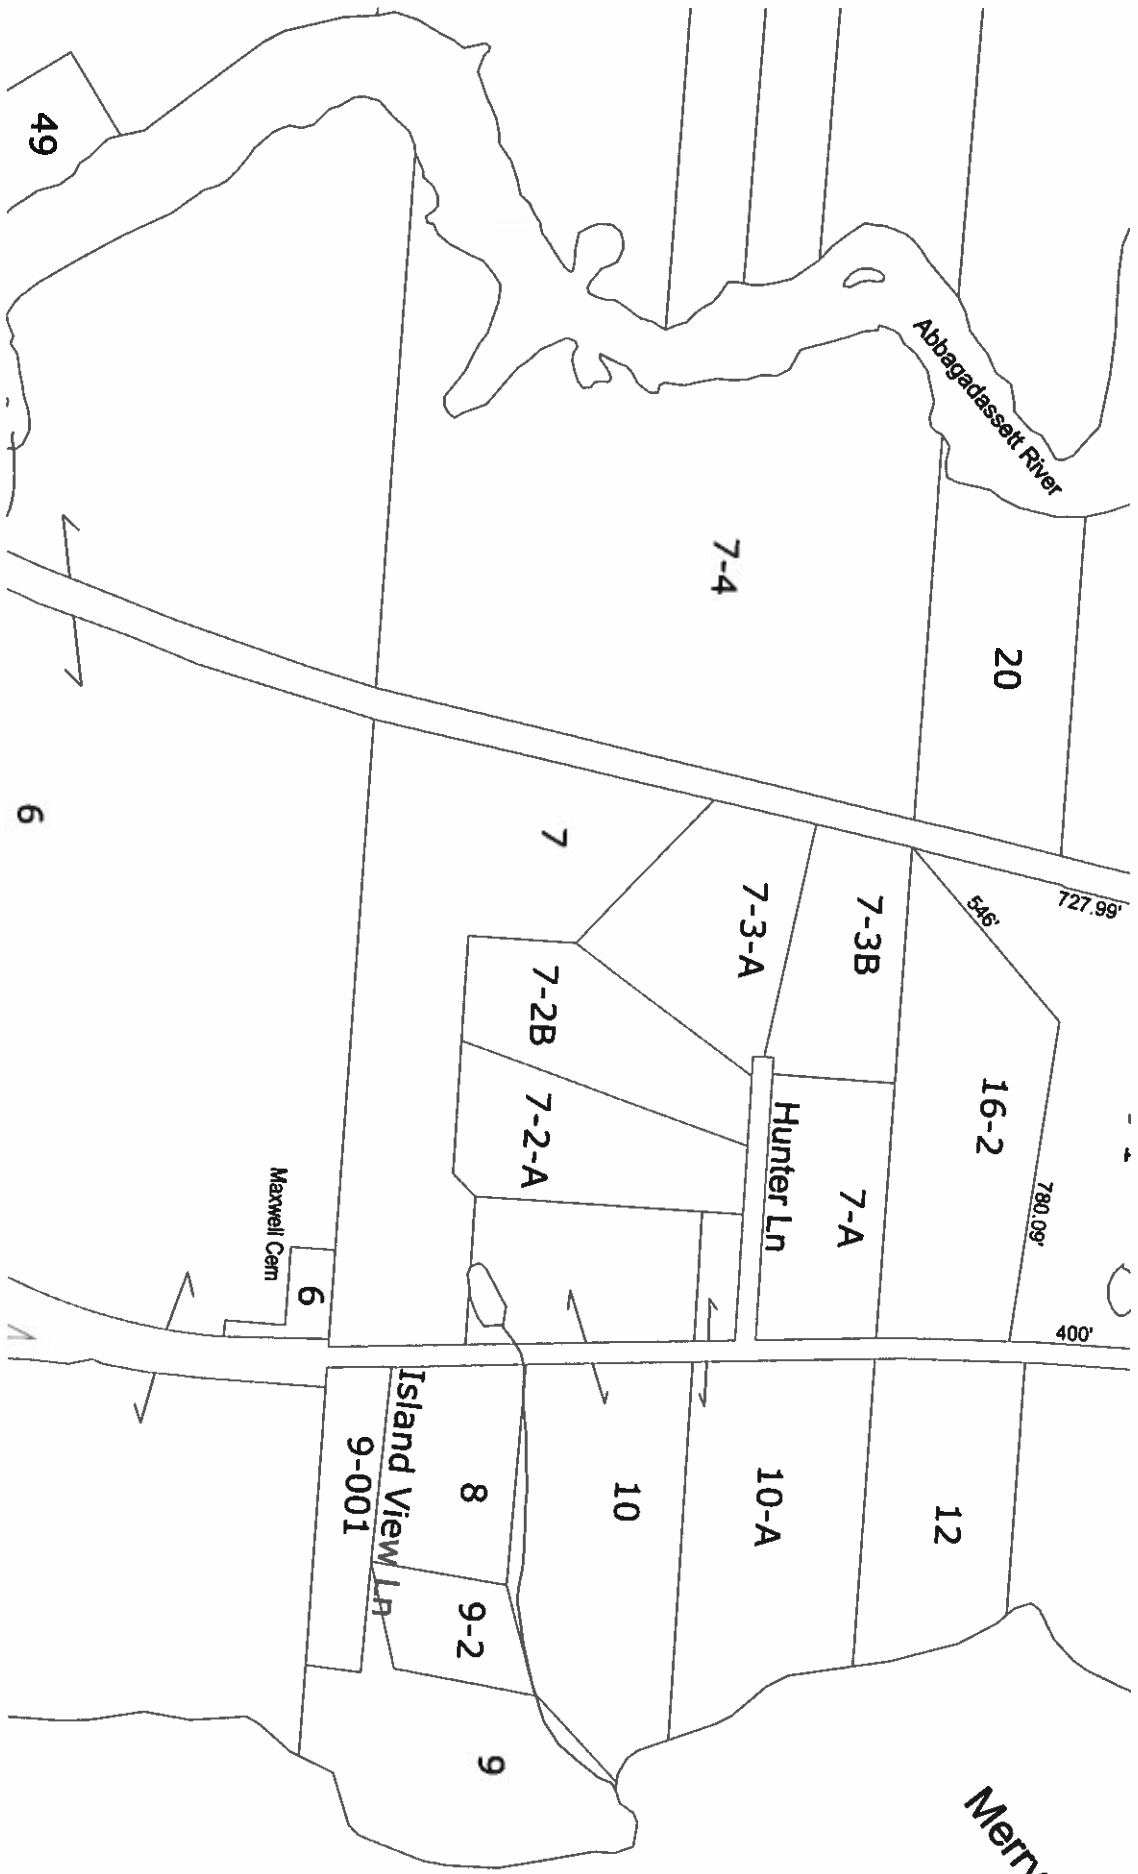 49
Abbagadassett River
7-4
20
6
7
727.99'
546'
7-3-A
7-3B
7-2B
7-2-A
16-2
Hunter Ln
7-A
780.09'
Maxwell Cem
6
400'
Island View Ln
9-001
8
10
10-A
12
9-2
9